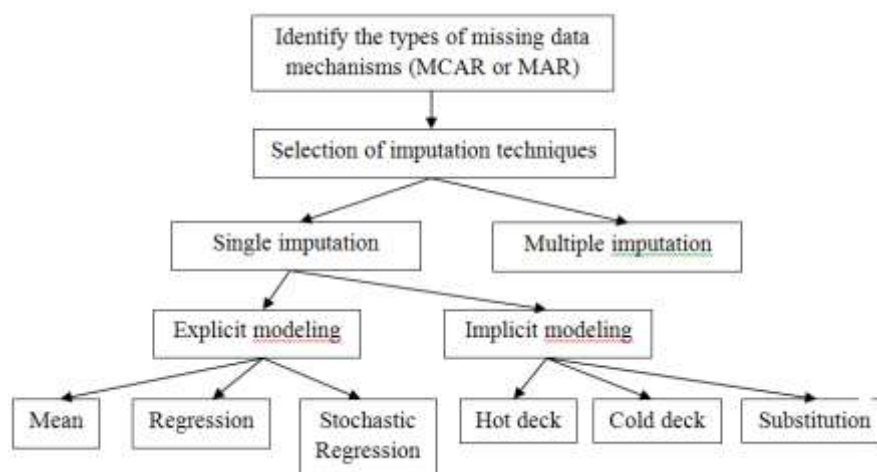 Identify the types of missing data
mechanisms (MCAR or MAR)
Selection of imputation techniques
Single imputation
Multiple imputation
Explicit modeling
Implicit modeling
Mean
Regression
Stochastic
Regression
Hot deck
Cold deck
Substitution